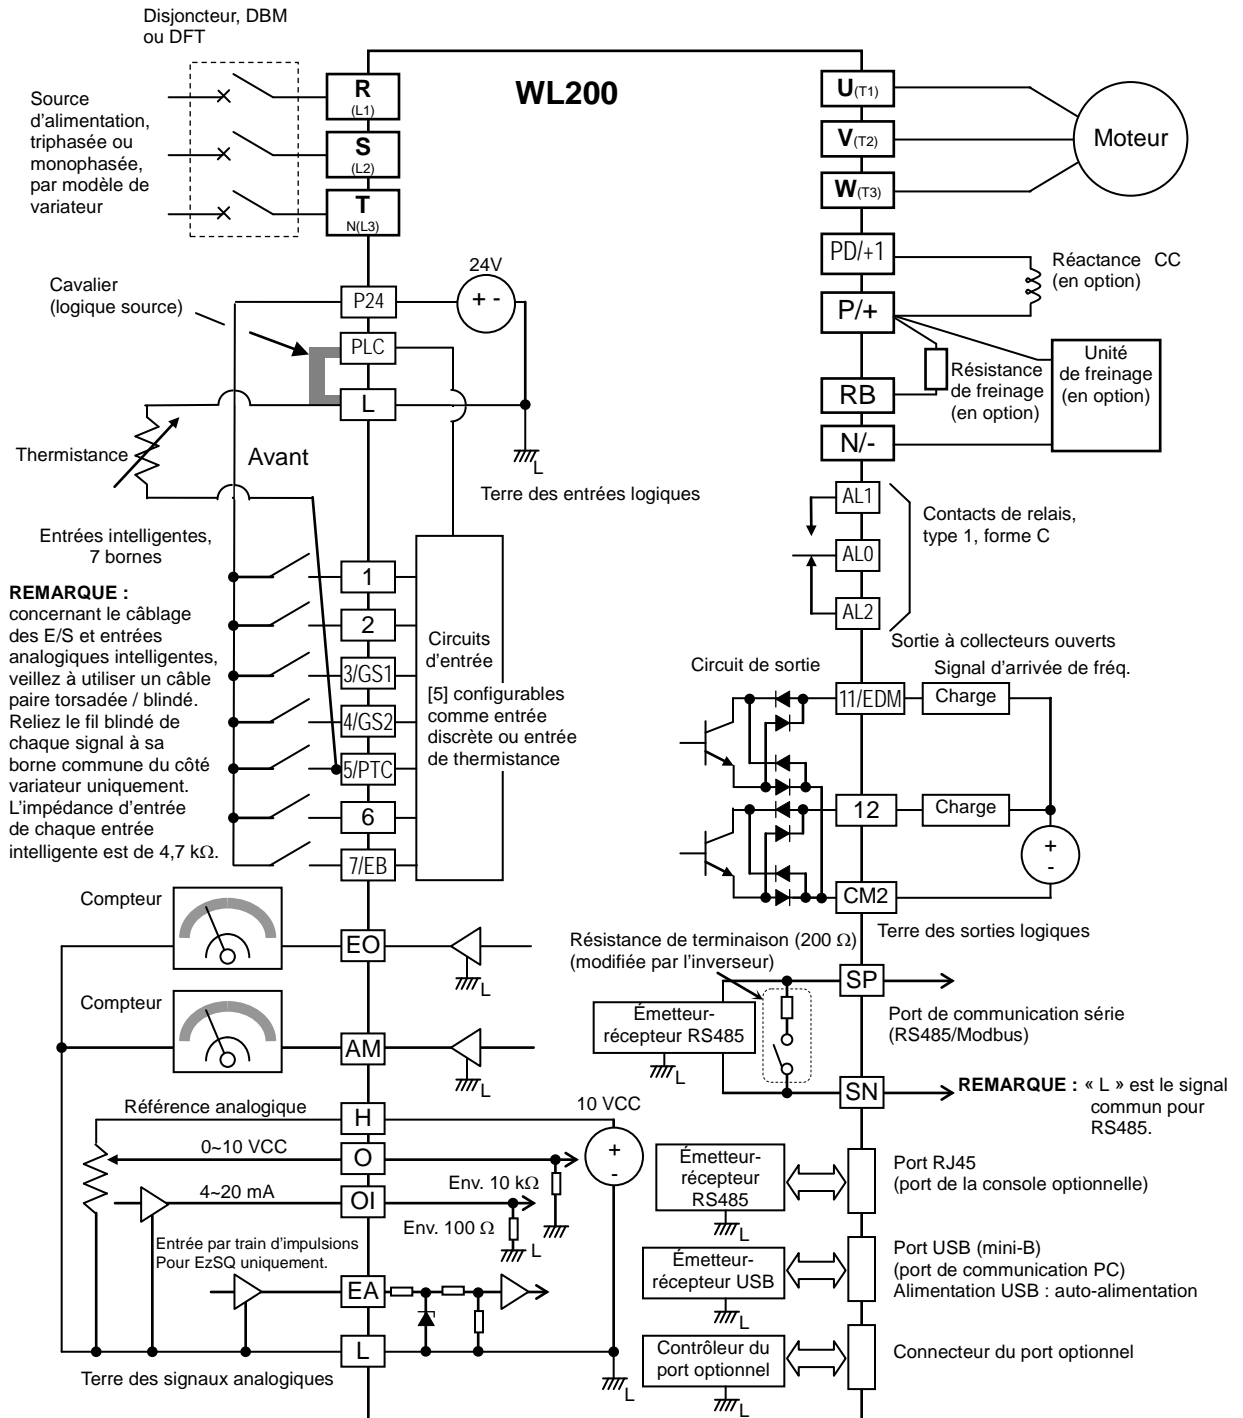 Disjoncteur, DBM
ou DFT
WL200
Source
d'alimentation,
triphasée ou
monophasée,
par modèle de
variateur
R
(L1)
S
(L2)
T
N(L3)
U(T1)
V(T2)
W(T3)
Moteur
PD/+1
P/+
Réactance CC
(en option)
Cavalier
(logique source)
24V
P24
+ -
PLC
L
Résistance
de freinage
(en option)
Unité
de freinage
(en option)
RB
N/-
Thermistance
Avant
L
Terre des entrées logiques
AL1
AL0
AL2
Contacts de relais,
type 1, forme C
Entrées intelligentes,
7 bornes
REMARQUE :
concernant le câblage
des E/S et entrées
analogiques intelligentes,
veillez à utiliser un câble
paire torsadée / blindé.
Reliez le fil blindé de
chaque signal à sa
borne commune du côté
variateur uniquement.
L'impédance d'entrée
de chaque entrée
intelligente est de 4,7 kΩ.
1
2
3/GS1
4/GS2
5/PTC
6
7/EB
Circuits
d'entrée
[5] configurables
comme entrée
discrète ou entrée
de thermistance
Sortie à collecteurs ouverts
Circuit de sortie
Signal d'arrivée de fréq.
11/EDM
Charge
12
Charge
+
-
CM2
Terre des sorties logiques
Compteur
EO
L
Compteur
AM
L
Résistance de terminaison (200 Ω)
(modifiée par l'inverseur)
SP
Émetteur-
récepteur RS485
L
Port de communication série
(RS485/Modbus)
SN
REMARQUE : « L » est le signal
commun pour
RS485.
Référence analogique
H
10 VCC
0~10 VCC
O
+
-
4~20 mA
OI
Env. 10 kΩ
Env. 100 Ω
L
Entrée par train d'impulsions
Pour EzSQ uniquement.
EA
L
L
Terre des signaux analogiques
Émetteur-
récepteur
RS485
L
Port RJ45
(port de la console optionnelle)
Émetteur-
récepteur USB
L
Port USB (mini-B)
(port de communication PC)
Alimentation USB : auto-alimentation
Contrôleur du
port optionnel
L
Connecteur du port optionnel